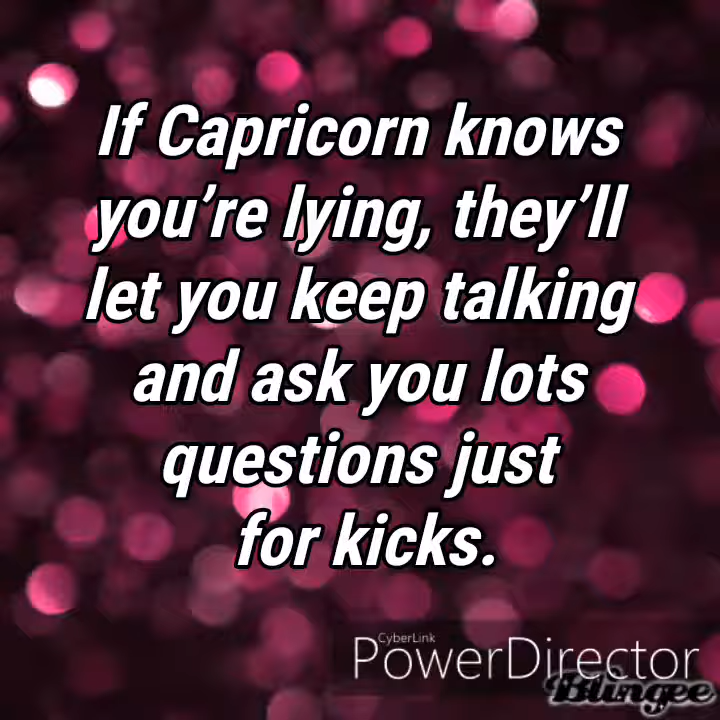 If Capricorn knows
you’re lying, they’ll
let you keep talking
and ask you lots
questions just
for kicks.
CyberLink
PowerDirector
Blingee